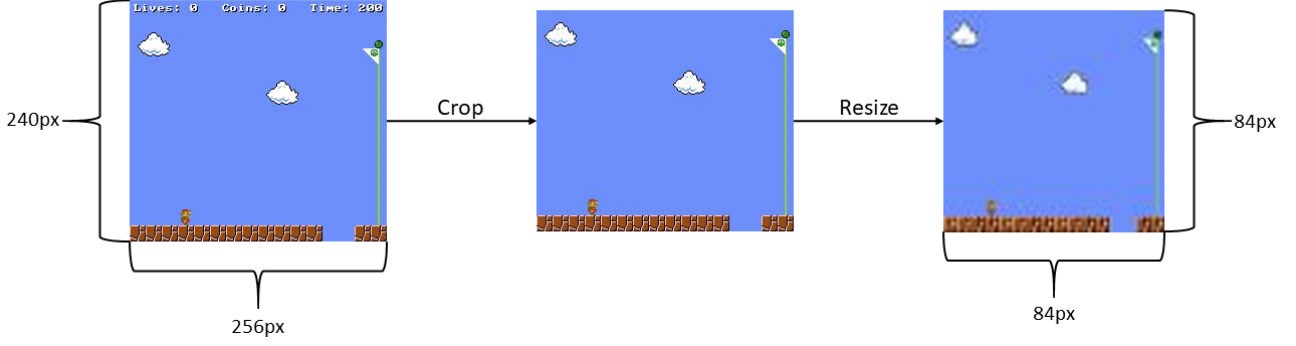 Lives: 0 Coins: 0 Time: 200
240px
Crop
Resize
84px
256px
84px